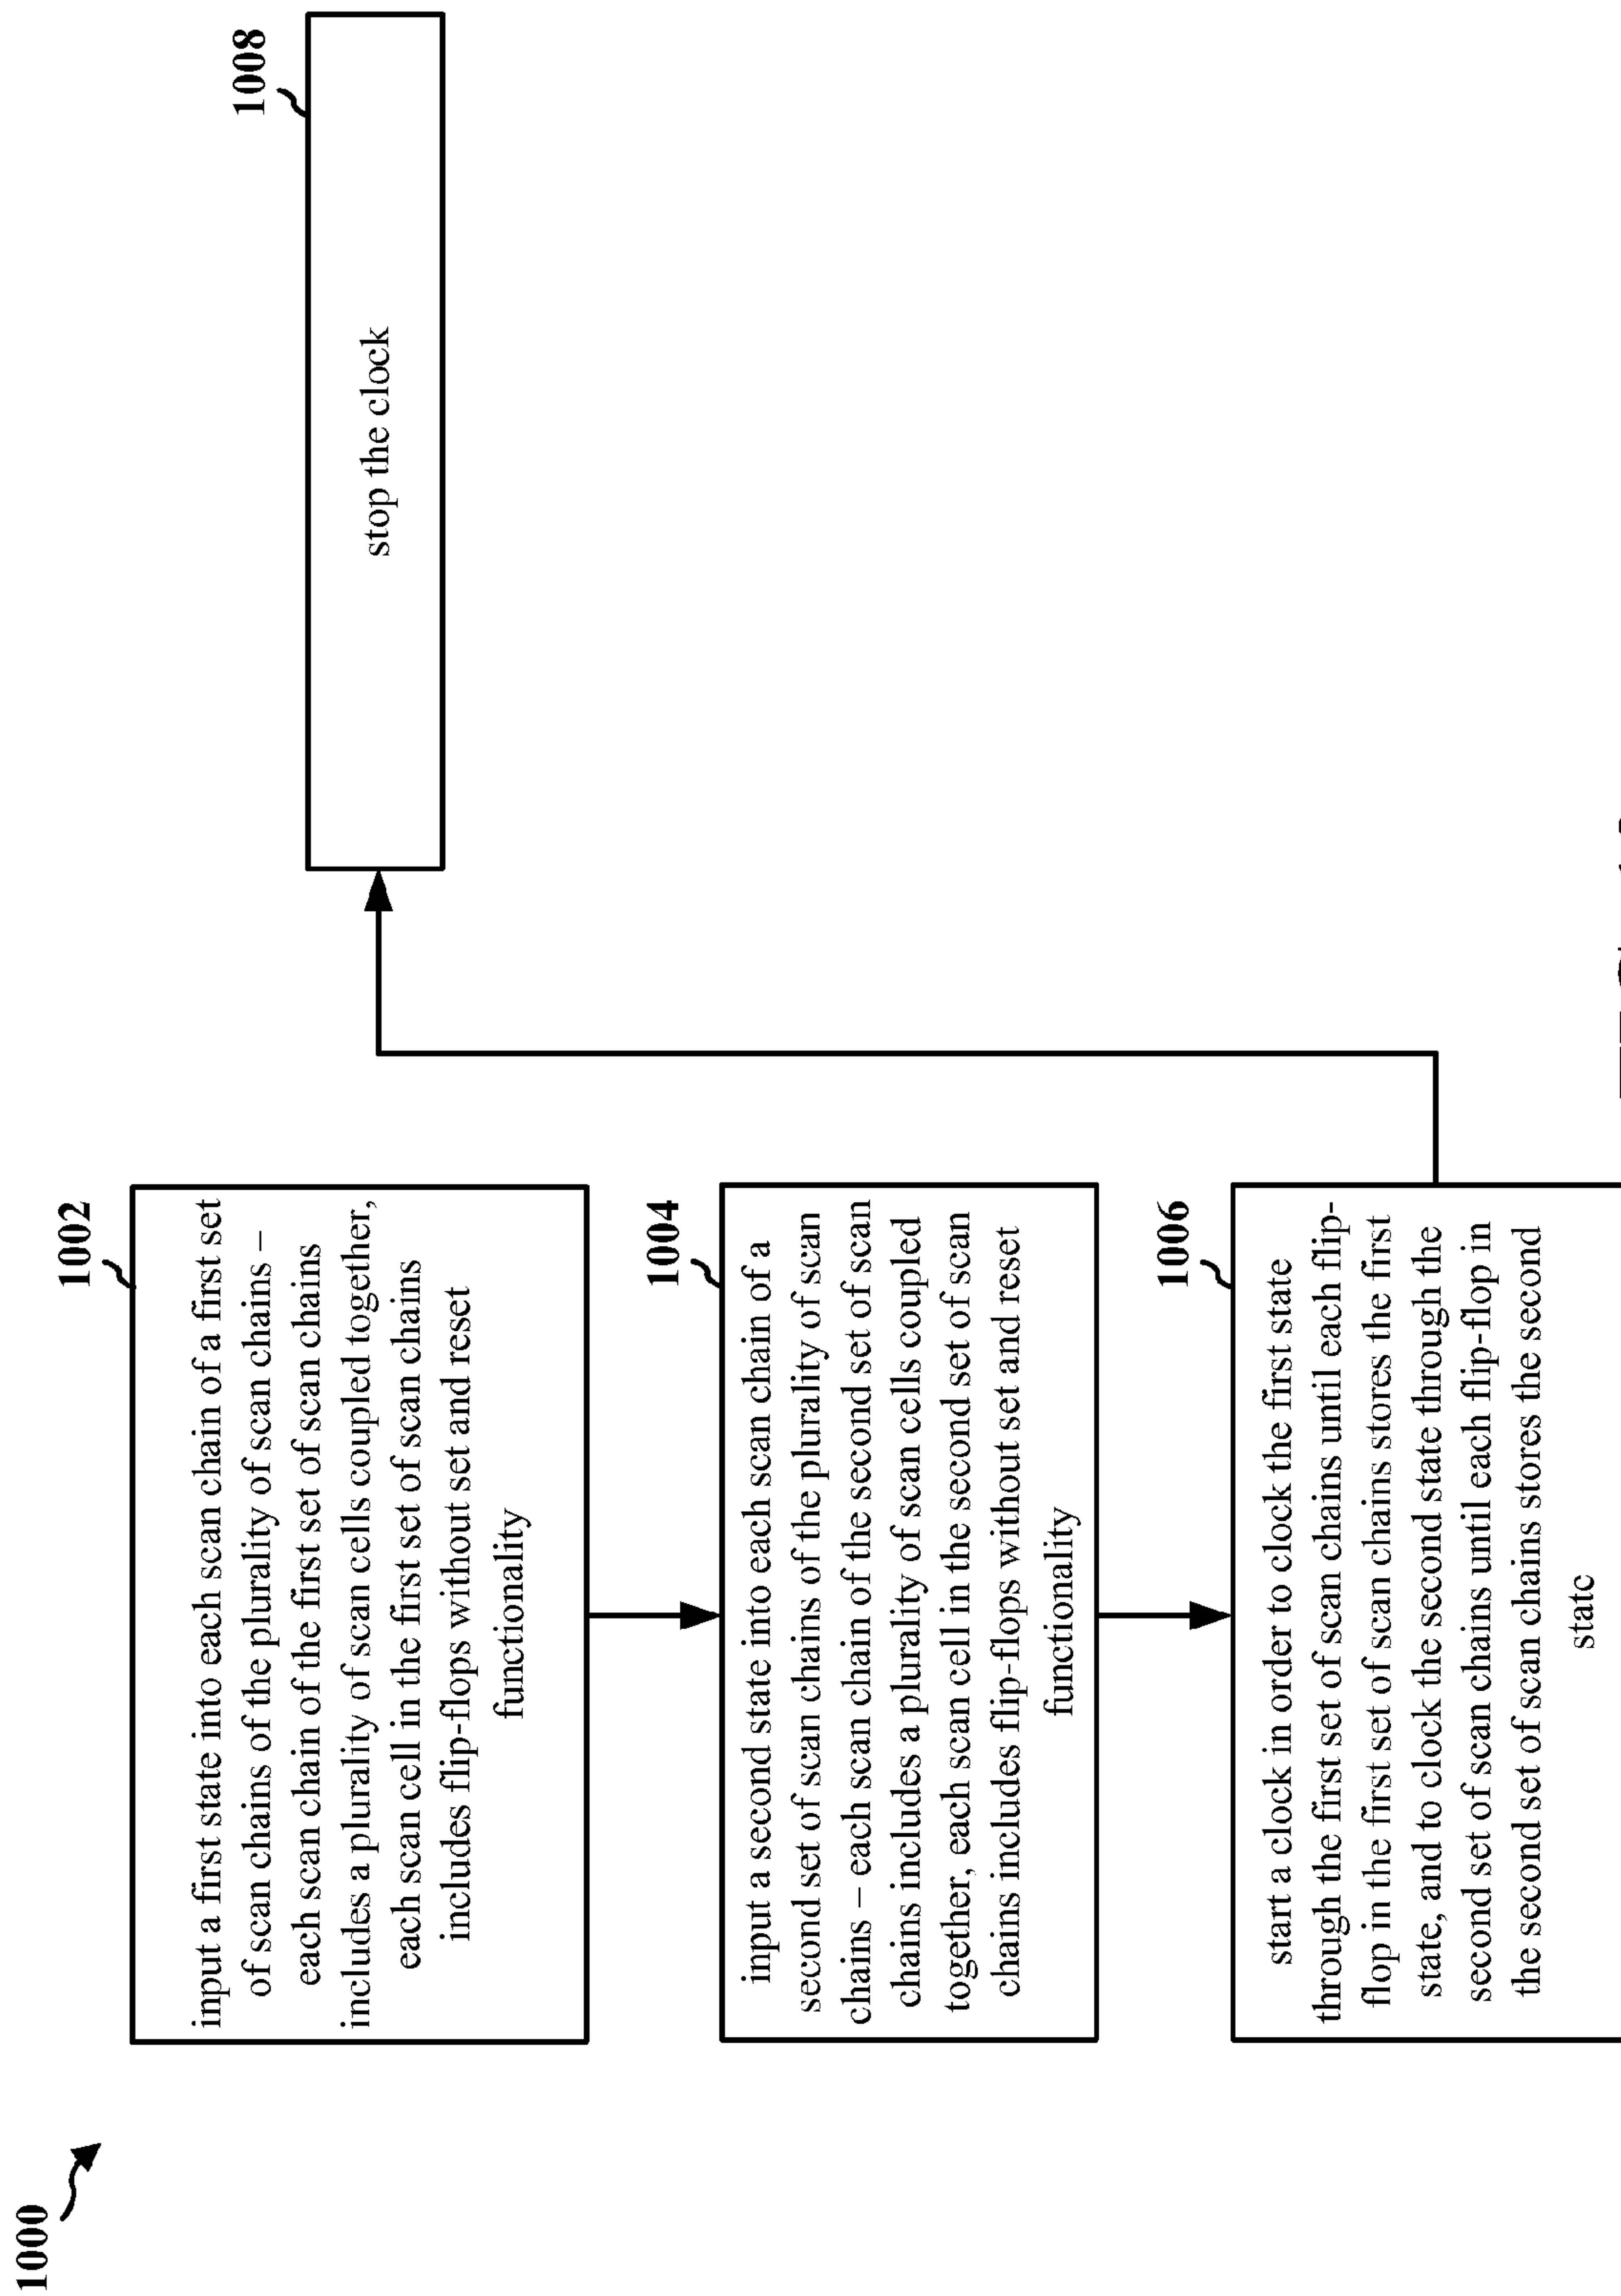 1000
1002
input a first state into each scan chain of a first set
of scan chains of the plurality of scan chains –
each scan chain of the first set of scan chains
includes a plurality of scan cells coupled together,
each scan cell in the first set of scan chains
includes flip-flops without set and reset
functionality
1004
input a second state into each scan chain of a
second set of scan chains of the plurality of scan
chains – each scan chain of the second set of scan
chains includes a plurality of scan cells coupled
together, each scan cell in the second set of scan
chains includes flip-flops without set and reset
functionality
1006
start a clock in order to clock the first state
through the first set of scan chains until each flip-
flop in the first set of scan chains stores the first
state, and to clock the second state through the
second set of scan chains until each flip-flop in
the second set of scan chains stores the second
state
1008
stop the clock